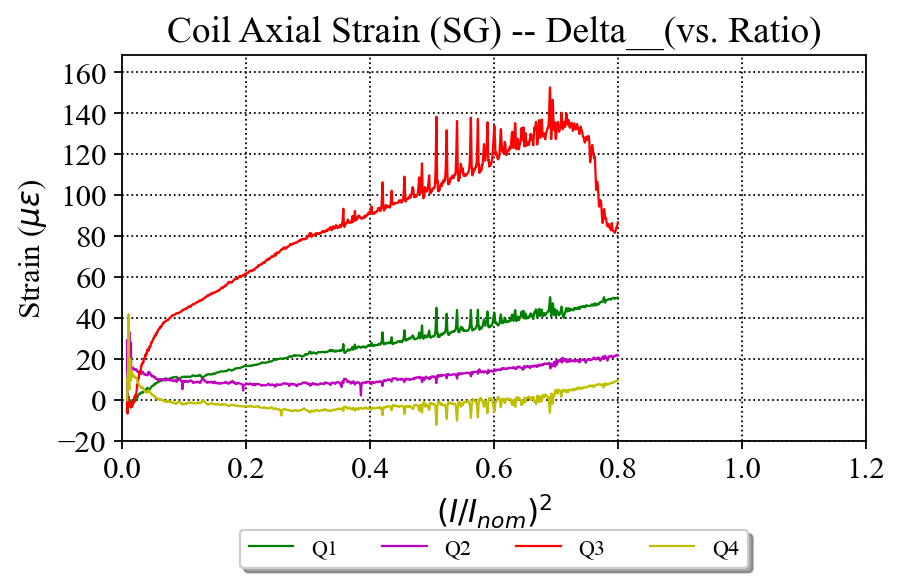 Coil Axial Strain (SG) -- Delta__(vs. Ratio)
160
140
120
100
80
60
40
20
0
−20
Strain (με)
0.0 0.2 0.4 0.6 0.8 1.0 1.2
(I/I_nom)^2
Q1 Q2 Q3 Q4